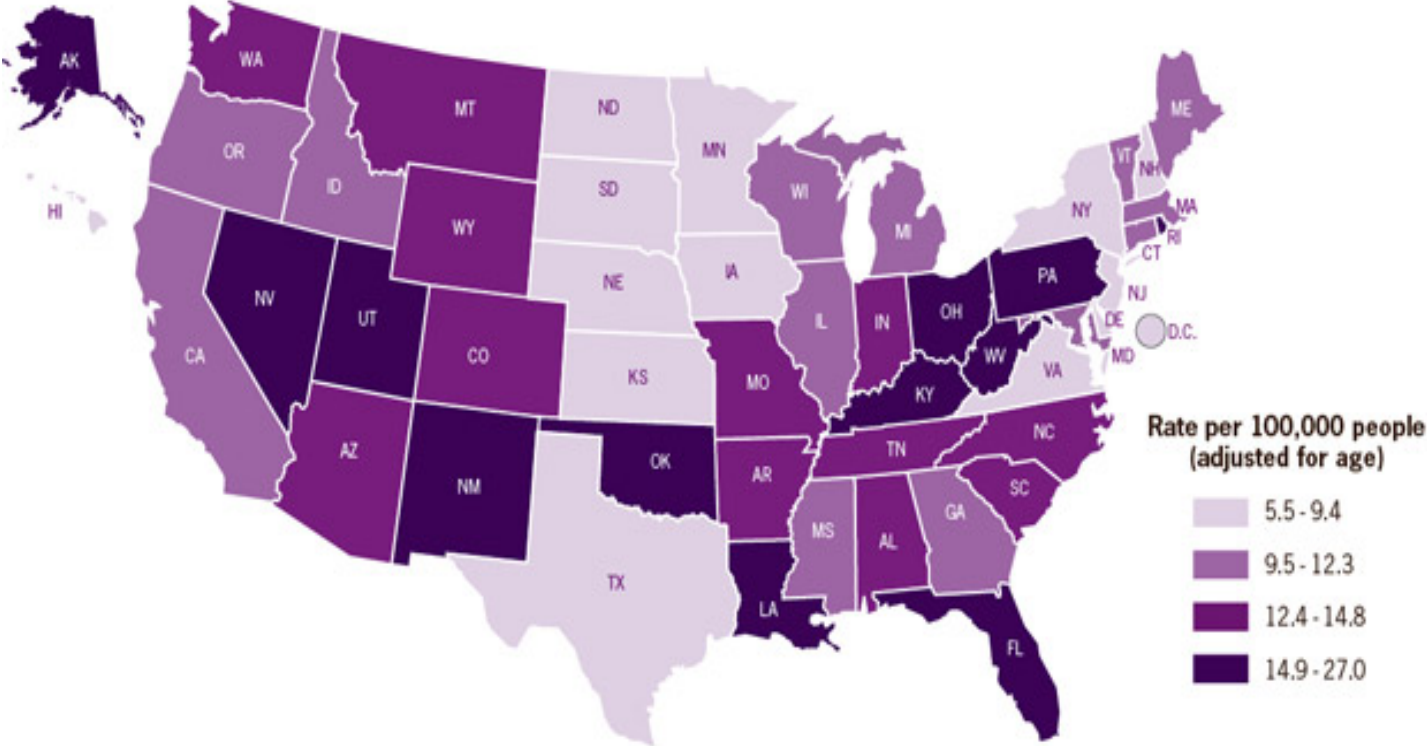 AK
WA
MT
ND
MN
ME
OR
ID
SD
WI
VT
NH
HI
WY
MI
NY
MA
RI
CT
NE
IA
NV
UT
PA
NJ
CO
IL
IN
OH
DE
D.C.
CA
KS
MO
WV
MD
KY
VA
AZ
NM
OK
AR
TN
NC
SC
MS
AL
GA
TX
LA
FL
Rate per 100,000 people
(adjusted for age)
5.5 - 9.4
9.5 - 12.3
12.4 - 14.8
14.9 - 27.0